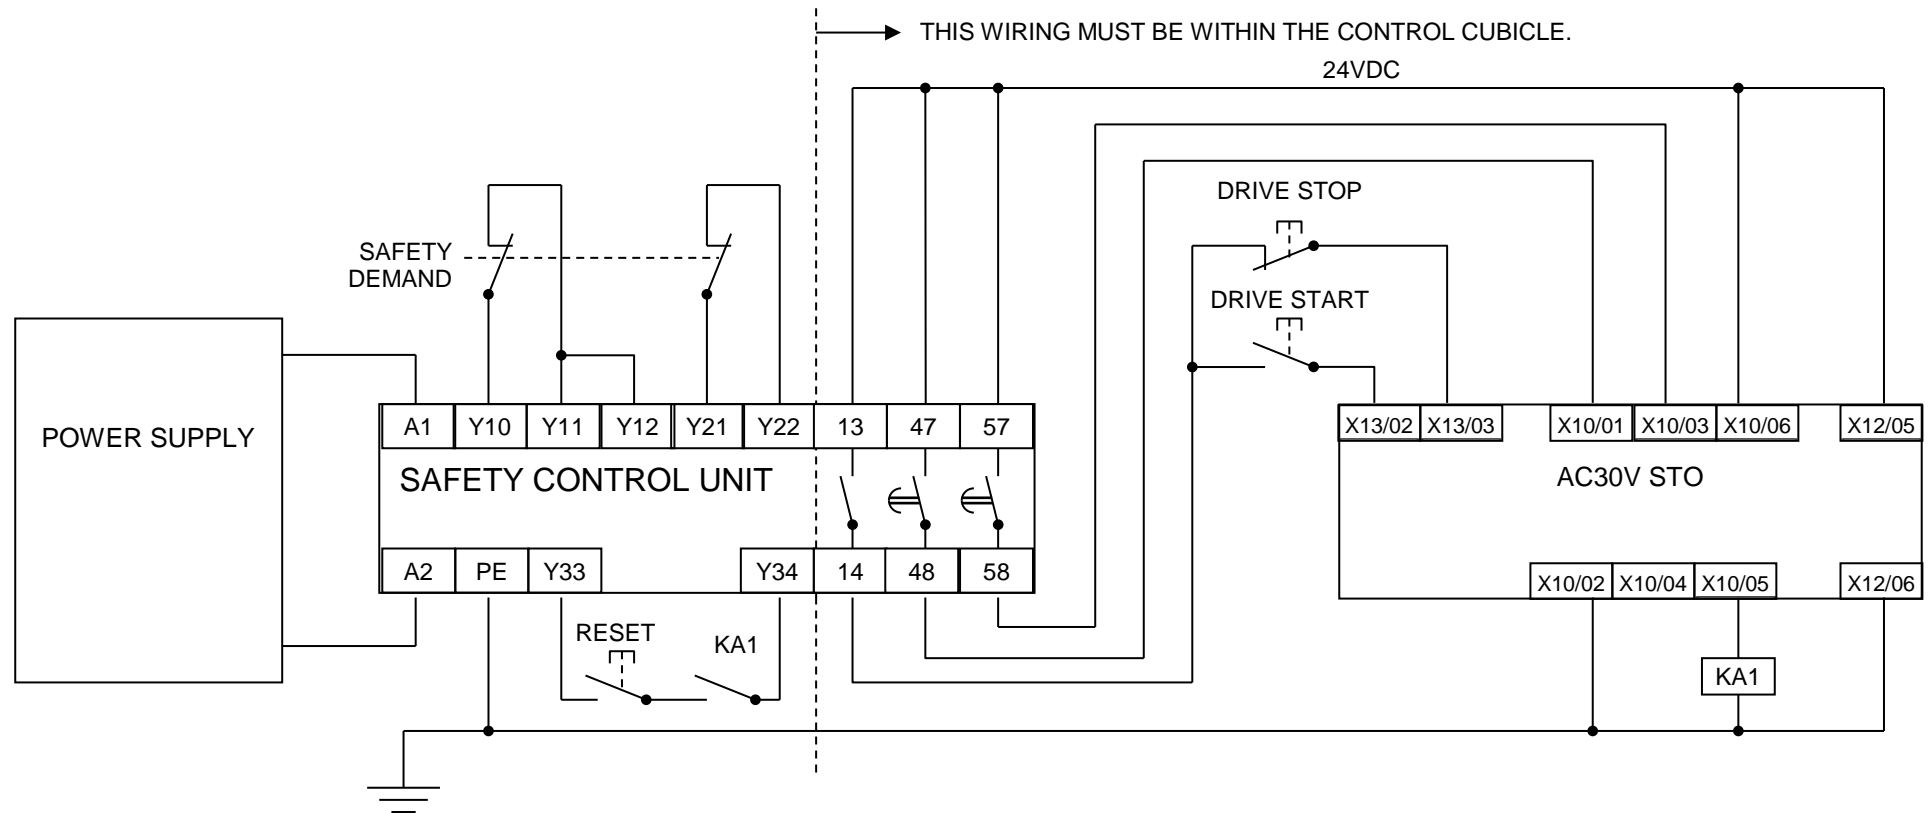 THIS WIRING MUST BE WITHIN THE CONTROL CUBICLE.
24VDC
DRIVE STOP
SAFETY
DEMAND
DRIVE START
POWER SUPPLY
A1 Y10 Y11 Y12 Y21 Y22 13 47 57
X13/02 X13/03 X10/01 X10/03 X10/06 X12/05
SAFETY CONTROL UNIT
AC30V STO
A2 PE Y33 Y34 14 48 58
X10/02 X10/04 X10/05 X12/06
RESET
KA1
KA1